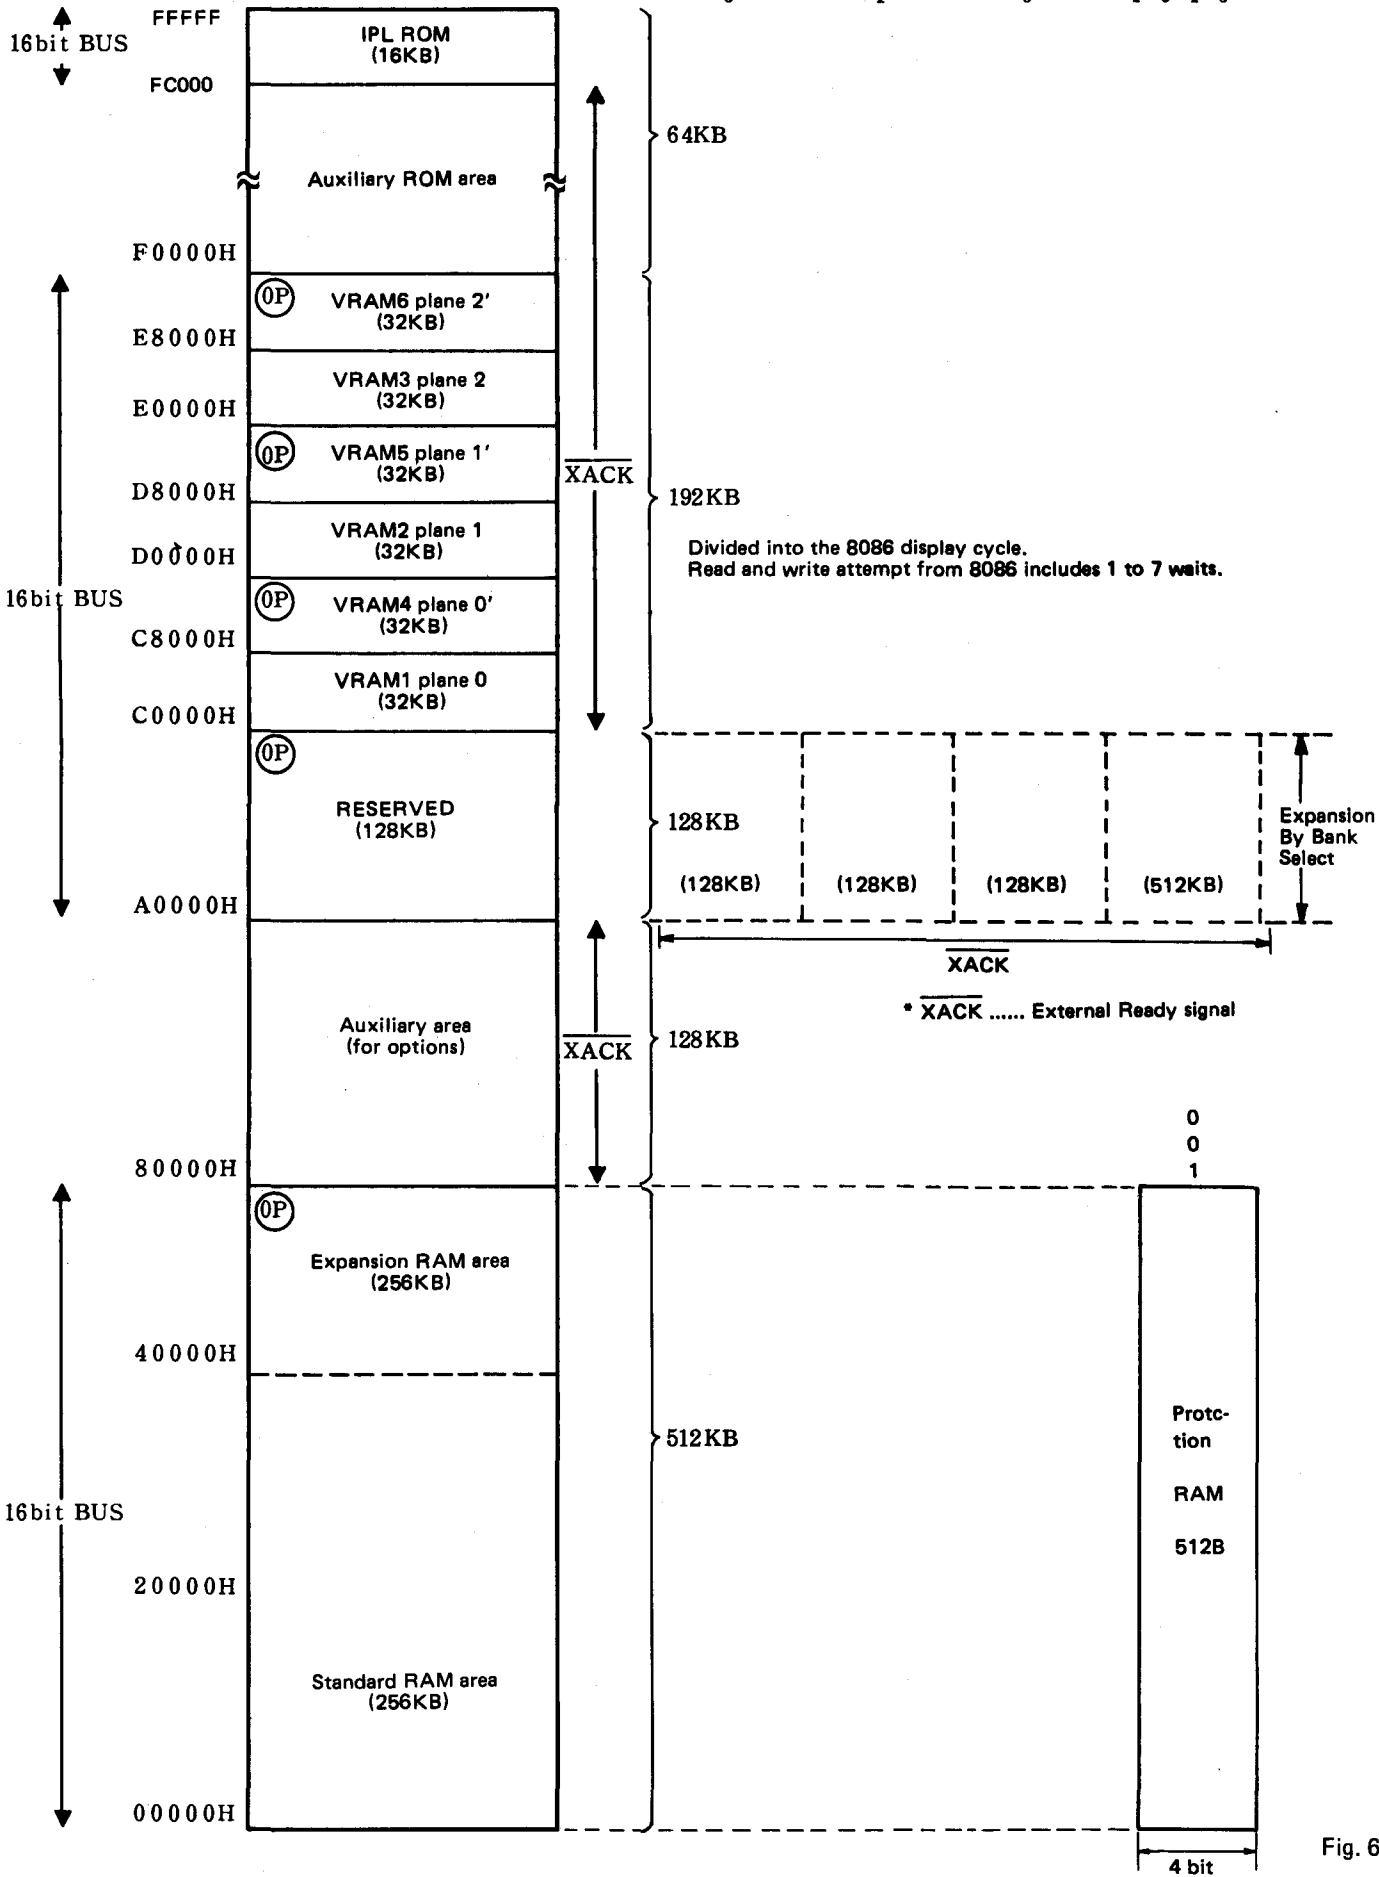 FFFFF
16bit BUS
IPL ROM
(16KB)
FC000
64KB
Auxiliary ROM area
F0000H
OP
VRAM6 plane 2'
(32KB)
E8000H
VRAM3 plane 2
(32KB)
E0000H
OP
VRAM5 plane 1'
(32KB)
XACK
D8000H
192KB
VRAM2 plane 1
(32KB)
D0000H
Divided into the 8086 display cycle.
Read and write attempt from 8086 includes 1 to 7 waits.
16bit BUS
OP
VRAM4 plane 0'
(32KB)
C8000H
VRAM1 plane 0
(32KB)
C0000H
OP
RESERVED
(128KB)
128KB
Expansion
By Bank
Select
(128KB)
(128KB)
(128KB)
(512KB)
A0000H
XACK
* XACK ...... External Ready signal
Auxiliary area
(for options)
XACK
128KB
0
0
1
80000H
OP
Expansion RAM area
(256KB)
40000H
Protc-
tion
RAM
512B
512KB
16bit BUS
20000H
Standard RAM area
(256KB)
00000H
4 bit
Fig. 6